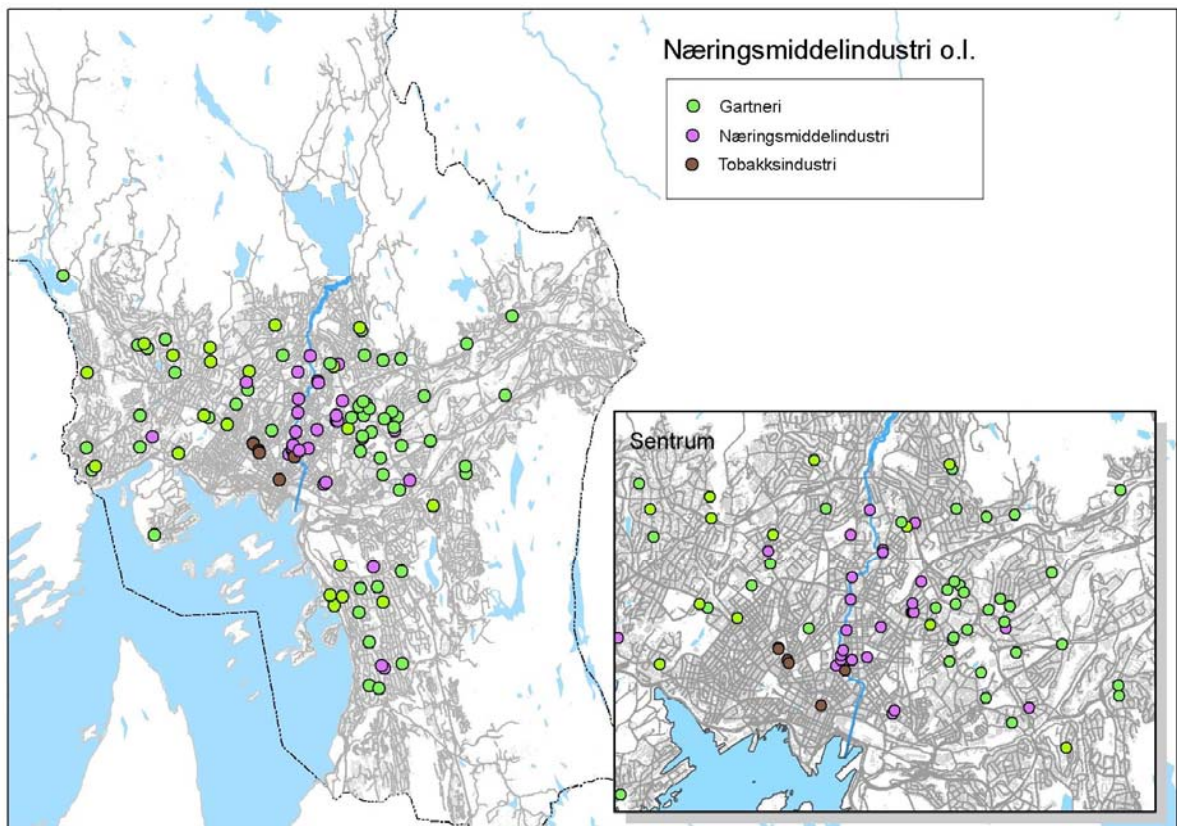 Næringsmiddelindustri o.l.
Gartneri
Næringsmiddelindustri
Tobakksindustri
Sentrum